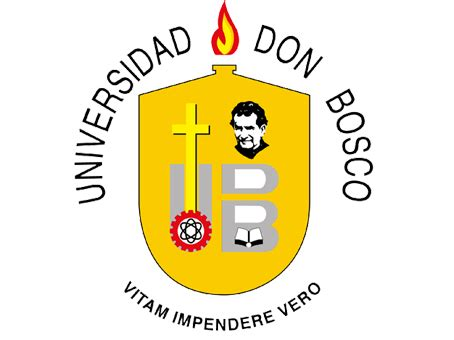 UNIVERSIDAD DON BOSCO
UDB
VITAM IMPENDERE VERO